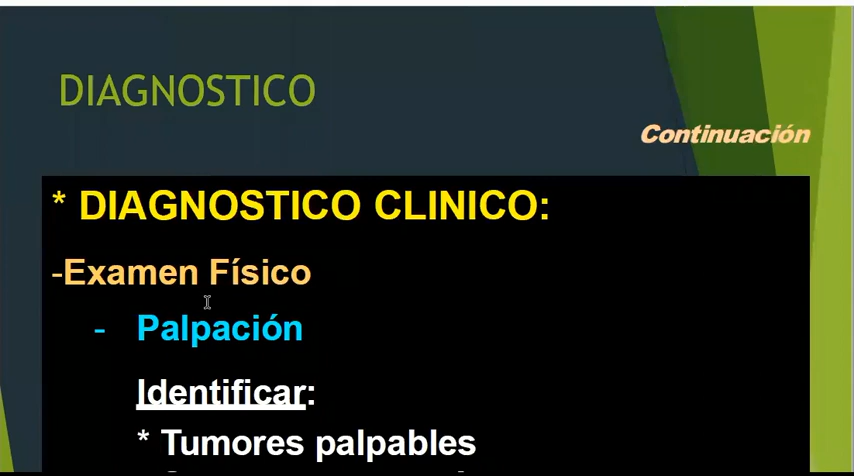 DIAGNOSTICO
Continuación
* DIAGNOSTICO CLINICO:
-Examen Físico
- Palpación
Identificar:
* Tumores palpables